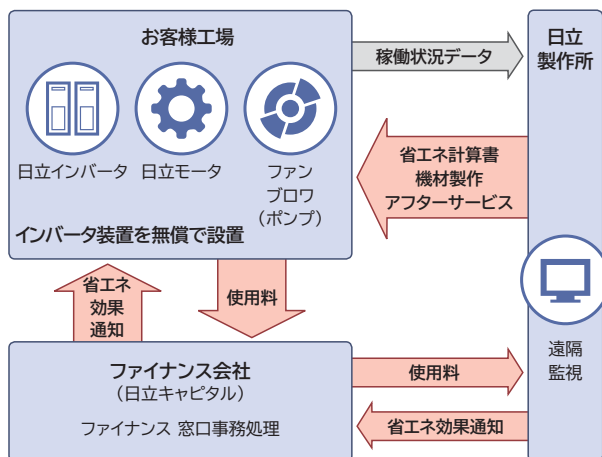 お客様工場
日立インバータ
日立モータ
ファン
ブロワ
（ポンプ）
インバータ装置を無償で設置
稼働状況データ
日立
製作所
省エネ計算書
機材製作
アフターサービス
遠隔
監視
省エネ
効果
通知
使用料
ファイナンス会社
（日立キャピタル）
ファイナンス 窓口事務処理
使用料
省エネ効果通知